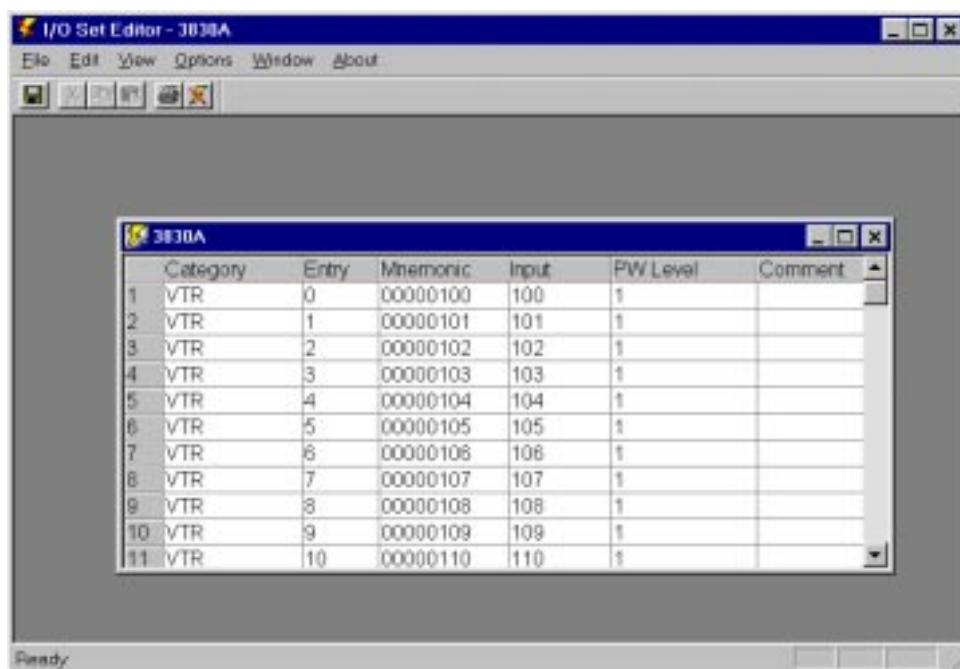 I/O Set Editor - 3830A
File Edit View Options Window About
3830A
Category Entry Mnemonic Input PW Level Comment
1 VTR 0 00000100 100 1
2 VTR 1 00000101 101 1
3 VTR 2 00000102 102 1
4 VTR 3 00000103 103 1
5 VTR 4 00000104 104 1
6 VTR 5 00000105 105 1
7 VTR 6 00000106 106 1
8 VTR 7 00000107 107 1
9 VTR 8 00000108 108 1
10 VTR 9 00000109 109 1
11 VTR 10 00000110 110 1
Ready